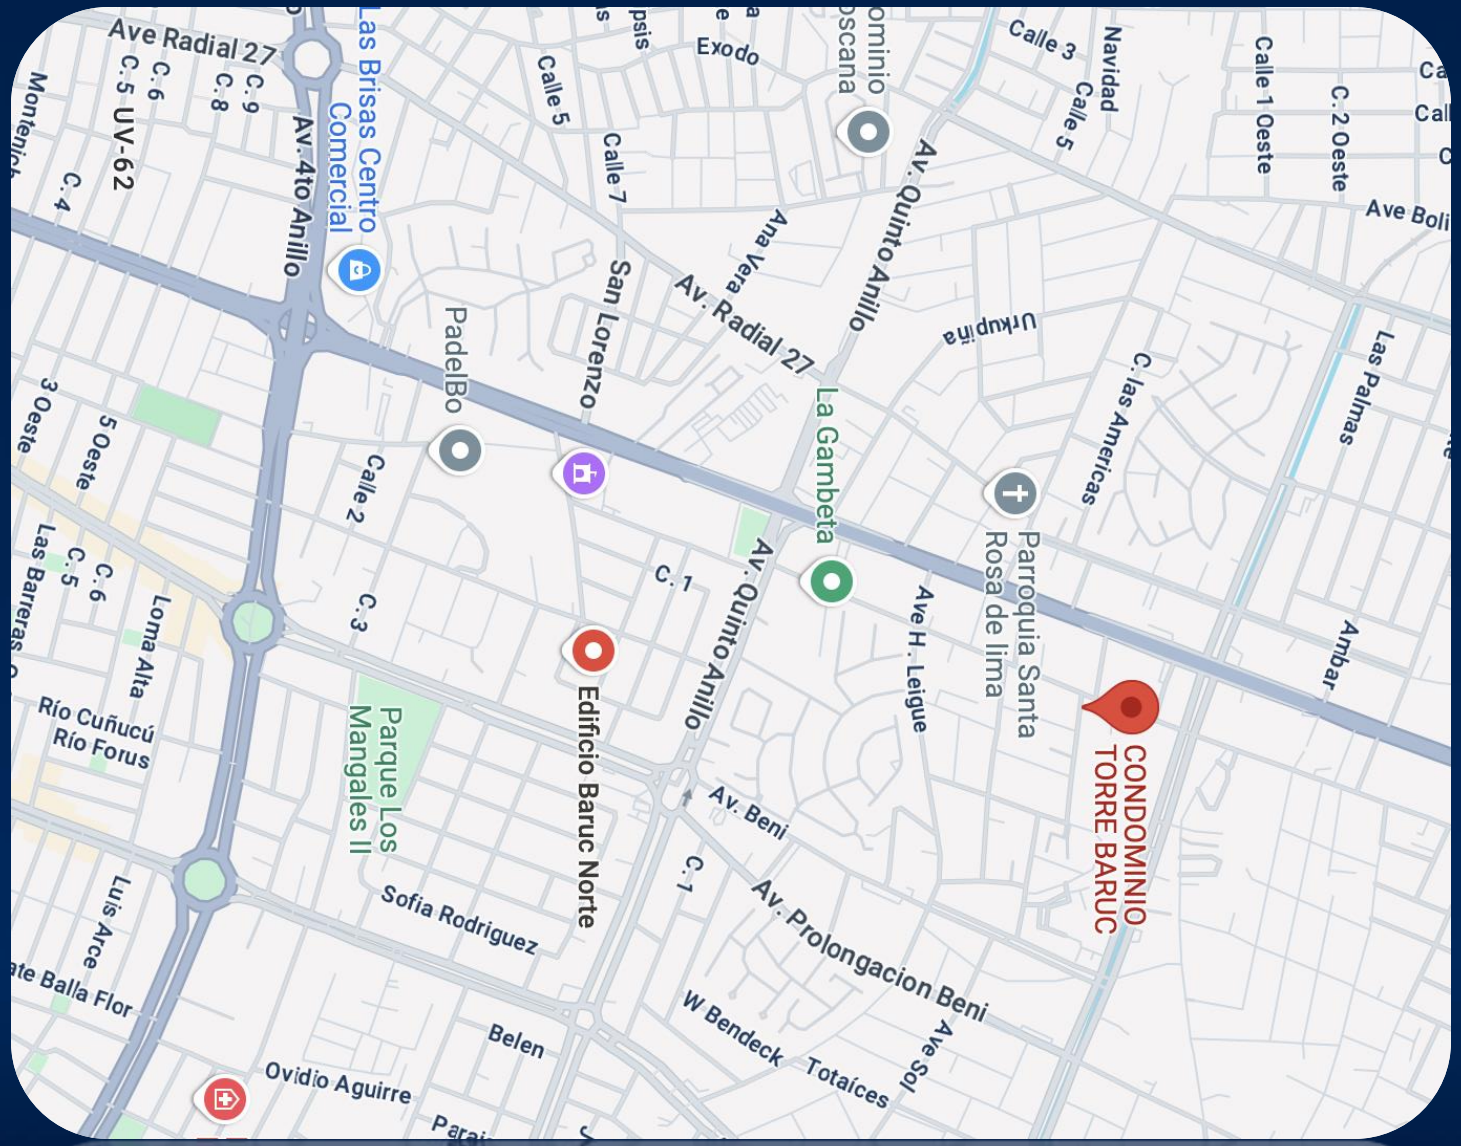 Ave Radial 27
C. 5
C. 6
C. 8
C. 9
UV-62
C. 4
Av. 4to Anillo
Las Brisas Centro
Comercial
Calle 5
Exodo
Calle 7
Ana Vera
San Lorenzo
Av. Radial 27
Av. Quinto Anillo
Calle 3
Navidad
Calle 5
Calle 1 Oeste
C. 2 Oeste
Ave Boli
Urkupiña
C. las Americas
Las Palmas
PadelBo
La Gambeta
3 Oeste
5 Oeste
Calle 2
C. 3
C. 1
Av. Quinto Anillo
Ave H. Leigue
Parroquia Santa
Rosa de lima
Ambar
Las Barreras
C. 5
C. 6
Loma Alta
Río Cuñucú
Río Forus
Parque Los
Mangales II
Edificio Baruc Norte
CONDOMINIO
TORRE BARUC
Av. Beni
C. 7
Av. Prolongacion Beni
Sofia Rodriguez
Luis Arce
Balla Flor
Belen
Ovidio Aguirre
W Bendeck
Totaíces
Ave Sol